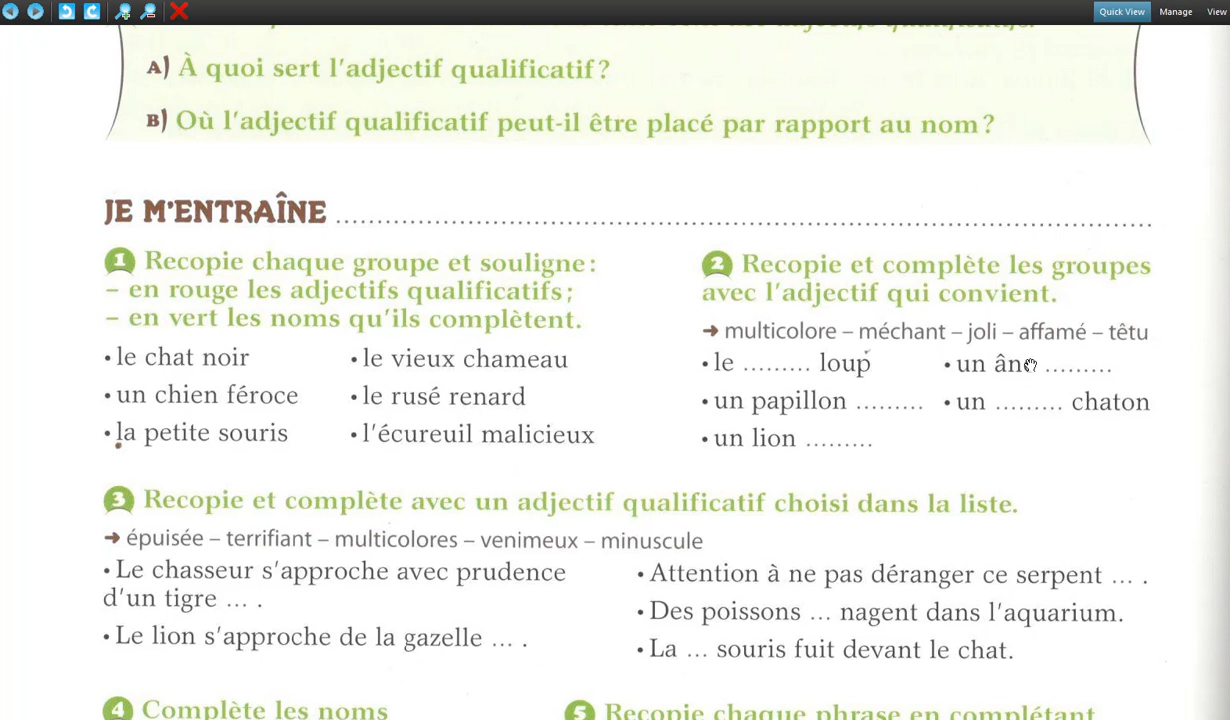 Quick View Manage View
A) À quoi sert l'adjectif qualificatif ?
B) Où l'adjectif qualificatif peut-il être placé par rapport au nom ?
JE M'ENTRAÎNE ..........
1 Recopie chaque groupe et souligne :
– en rouge les adjectifs qualificatifs ;
– en vert les noms qu'ils complètent.
• le chat noir • le vieux chameau
• un chien féroce • le rusé renard
• la petite souris • l'écureuil malicieux
2 Recopie et complète les groupes
avec l'adjectif qui convient.
➜ multicolore – méchant – joli – affamé – têtu
• le ......... loup • un âne .........
• un papillon ......... • un ......... chaton
• un lion .........
3 Recopie et complète avec un adjectif qualificatif choisi dans la liste.
➜ épuisée – terrifiant – multicolores – venimeux – minuscule
• Le chasseur s'approche avec prudence
d'un tigre ... .
• Le lion s'approche de la gazelle ... .
• Attention à ne pas déranger ce serpent ... .
• Des poissons ... nagent dans l'aquarium.
• La ... souris fuit devant le chat.
4 Complète les noms
5 Recopie chaque phrase en complétant